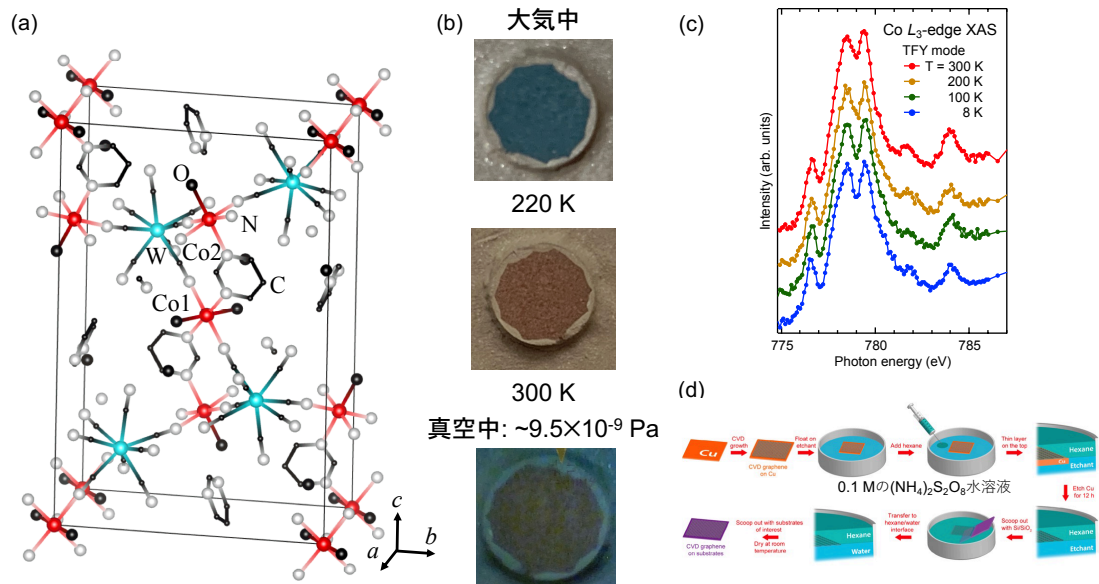 (a)
O
N
W
Co2
C
Co1
c
a
b
(b)
大気中
220 K
300 K
真空中: ~9.5×10-9 Pa
(c)
Co L3-edge XAS
TFY mode
T = 300 K
200 K
100 K
8 K
Intensity (arb. units)
775
780
785
Photon energy (eV)
(d)
Cu
CVD
growth
CVD graphene
on Cu
Float on
etchant
Add hexane
Thin layer
on the top
Hexane
Cu
Etchant
0.1 Mの(NH4)2S2O8水溶液
Etch Cu
for 12 h
Hexane
Etchant
Scoop out
with Si/SiO2
Transfer to
hexane/water
interface
Hexane
Water
Scoop out with substrates
of interest
Dry at room
temperature
CVD graphene
on substrates